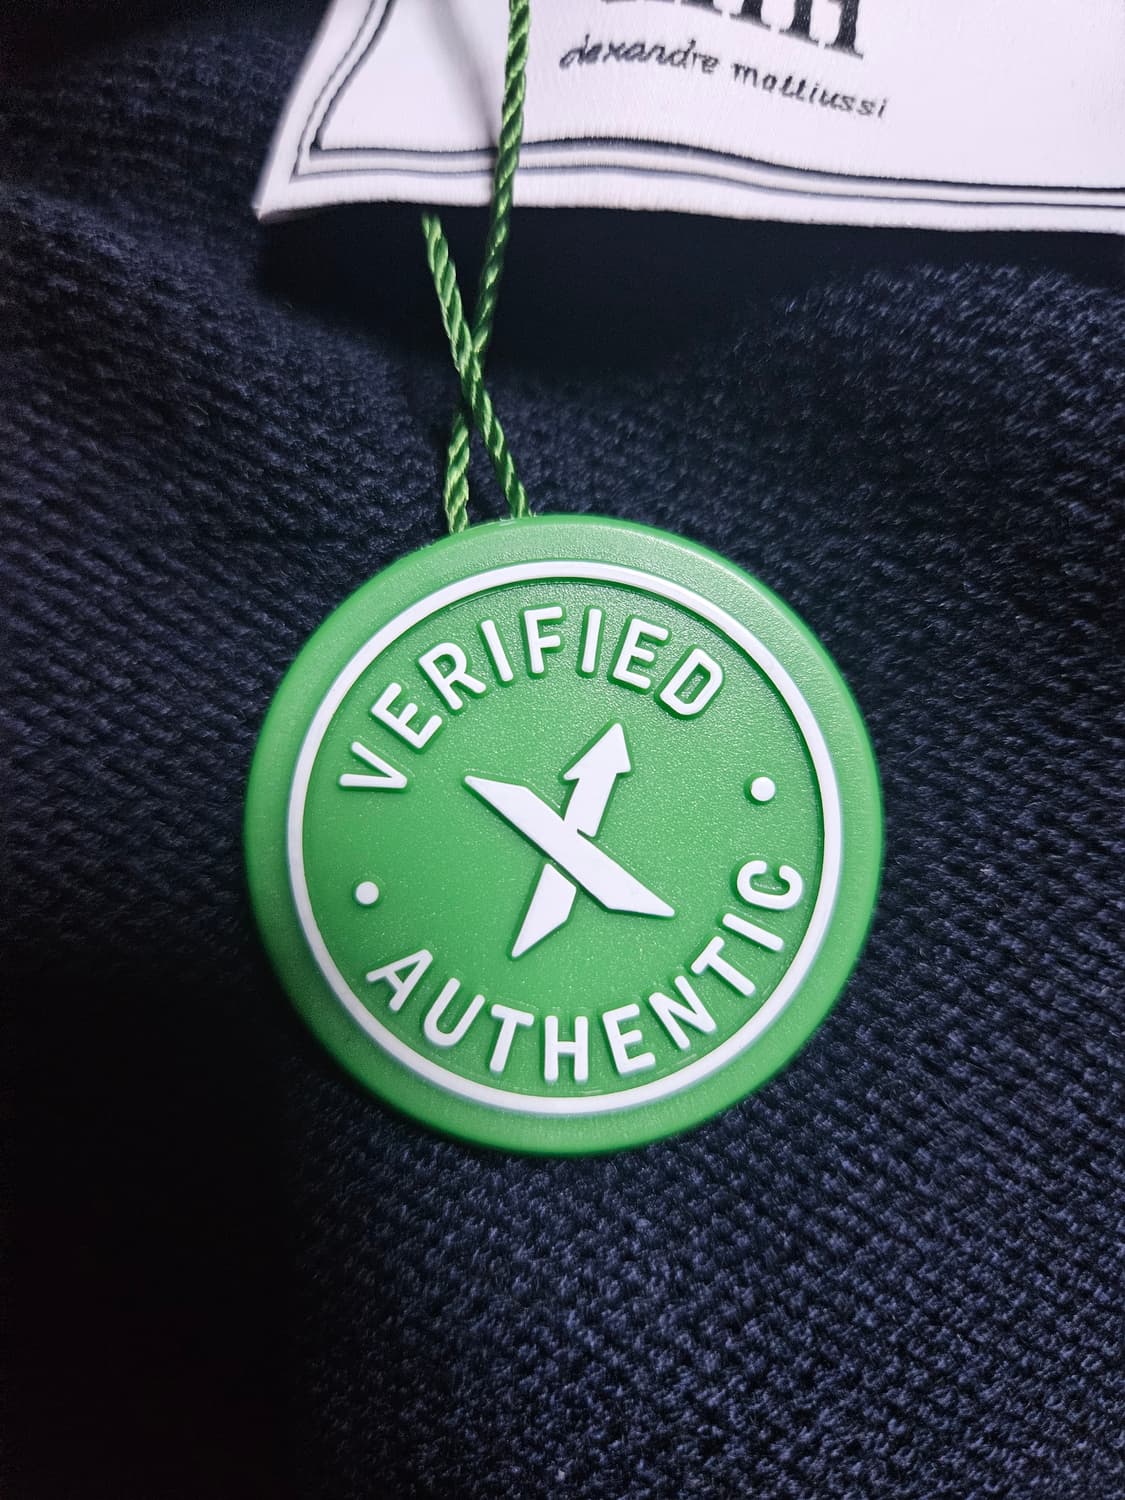 alexandre mattiussi
VERIFIED
AUTHENTIC